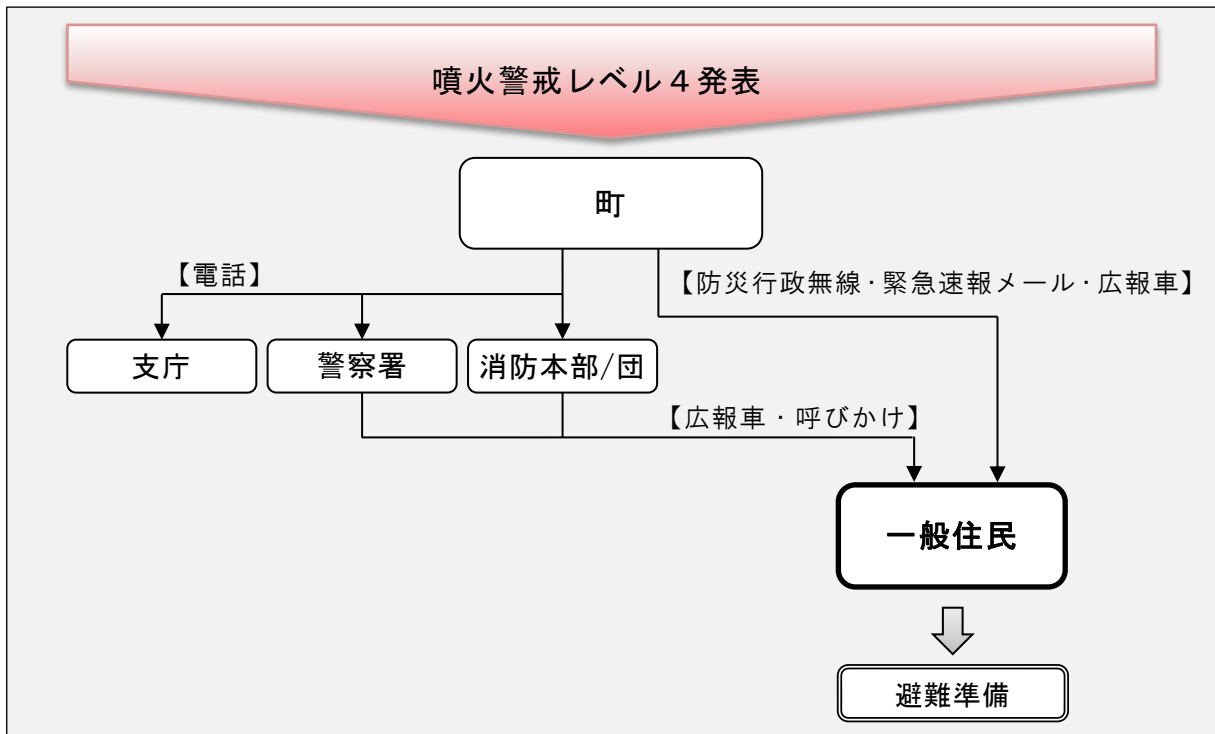 噴火警戒レベル４発表
町
【電話】
【防災行政無線･緊急速報メール･広報車】
支庁
警察署
消防本部/団
【広報車・呼びかけ】
一般住民
避難準備